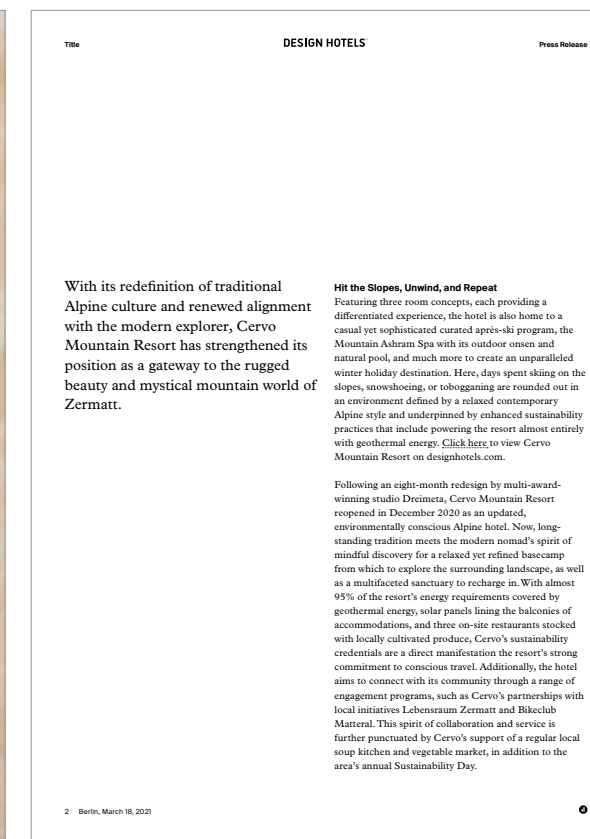 Title
DESIGN HOTELS
Press Release
With its redefinition of traditional
Alpine culture and renewed alignment
with the modern explorer, Cervo
Mountain Resort has strengthened its
position as a gateway to the rugged
beauty and mystical mountain world of
Zermatt.
Hit the Slopes, Unwind, and Repeat
Featuring three room concepts, each providing a
differentiated experience, the hotel is also home to a
casual yet sophisticated curated après-ski program, the
Mountain Ashram Spa with its outdoor onsen and
natural pool, and much more to create an unparalleled
winter holiday destination. Here, days spent skiing on the
slopes, snowshoeing, or tobogganing are rounded out in
an environment defined by a relaxed contemporary
Alpine style and underpinned by enhanced sustainability
practices that include powering the resort almost entirely
with geothermal energy. Click here to view Cervo
Mountain Resort on designhotels.com.
Following an eight-month redesign by multi-award-
winning studio Dreimeta, Cervo Mountain Resort
reopened in December 2020 as an updated,
environmentally conscious Alpine hotel. Now, long-
standing tradition meets the modern nomad's spirit of
mindful discovery for a relaxed yet refined basecamp
from which to explore the surrounding landscape, as well
as a multifaceted sanctuary to recharge in. With almost
95% of the resort's energy requirements covered by
geothermal energy, solar panels lining the balconies of
accommodations, and three on-site restaurants stocked
with locally cultivated produce, Cervo's sustainability
credentials are a direct manifestation the resort's strong
commitment to conscious travel. Additionally, the hotel
aims to connect with its community through a range of
engagement programs, such as Cervo's partnerships with
local initiatives Lebensraum Zermatt and Bikeclub
Matteral. This spirit of collaboration and service is
further punctuated by Cervo's support of a regular local
soup kitchen and vegetable market, in addition to the
area's annual Sustainability Day.
2 Berlin, March 18, 2021